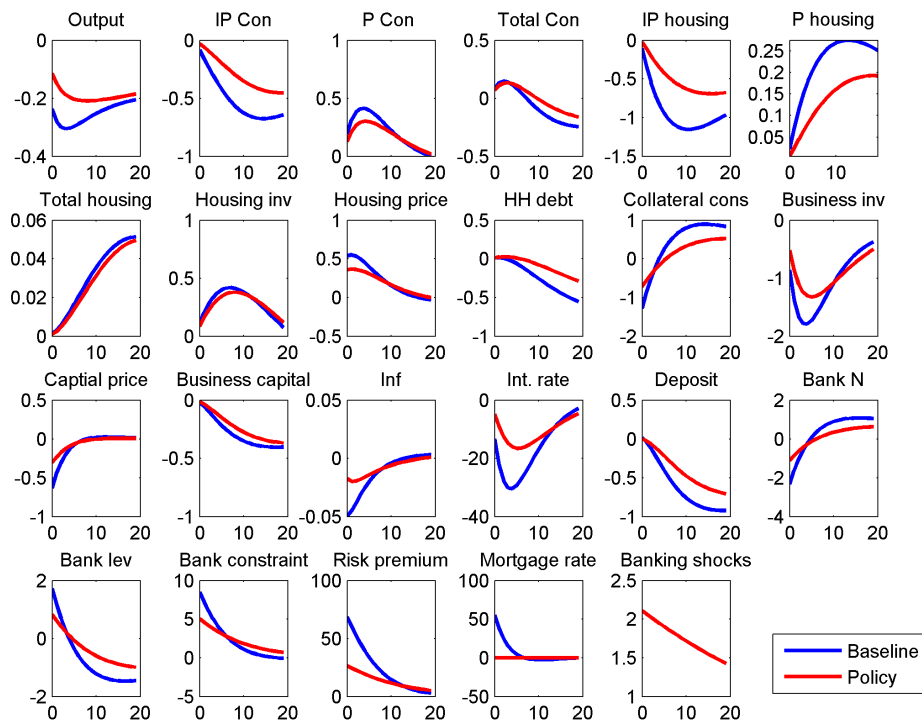 Output IP Con P Con Total Con IP housing P housing
0 0 1 0.5 0 0.25
-0.2 -0.5 0.5 0 -0.5 0.2
-1 0.15
0.1
0.05
-0.4 -1 0 -0.5 -1.5
0 10 20 0 10 20 0 10 20 0 10 20 0 10 20 0 10
Total housing Housing inv Housing price HH debt Collateral cons Business inv
0.06 1 1 0.5 1 0
0.04 0.5 0.5 0 0 -1
0.02 0 -0.5 1
0 0 -0.5 -1 -2 -2
0 10 20 0 10 20 0 10 20 0 10 20 0 10 20 0 10 20
Captial price Business capital Inf Int. rate Deposit Bank N
0.5 0 0.05 0 0 2
0 -0.5 0 -20 -0.5 0
-0.5 -2
-1 -1 -0.05 -40 -1 -4
0 10 20 0 10 20 0 10 20 0 10 20 0 10 20 0 10 20
Bank lev Bank constraint Risk premium Mortgage rate Banking shocks
2 10 100 100 2.5
0 5 50 50 2
0 0 1.5
-2 -5 0 -50 1
0 10 20 0 10 20 0 10 20 0 10 20 0 10 20
Baseline
Policy